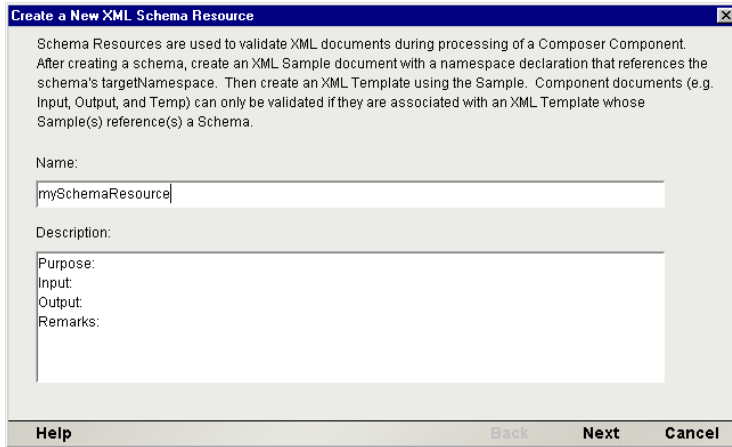 Create a New XML Schema Resource
Schema Resources are used to validate XML documents during processing of a Composer Component.
After creating a schema, create an XML Sample document with a namespace declaration that references the
schema's targetNamespace. Then create an XML Template using the Sample. Component documents (e.g.
Input, Output, and Temp) can only be validated if they are associated with an XML Template whose
Sample(s) reference(s) a Schema.
Name:
mySchemaResource
Description:
Purpose:
Input:
Output:
Remarks:
Help Back Next Cancel